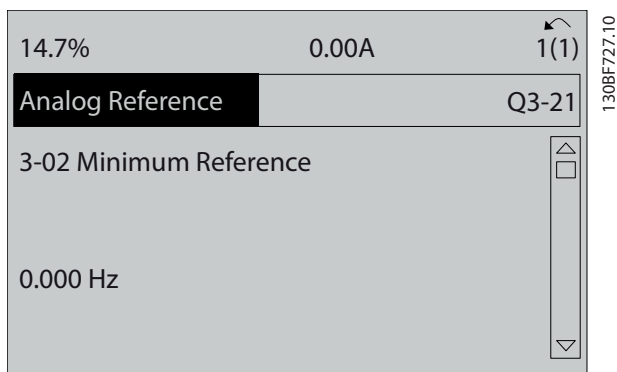 14.7% 0.00A 1(1)
Analog Reference Q3-21
3-02 Minimum Reference
0.000 Hz
130BF727.10